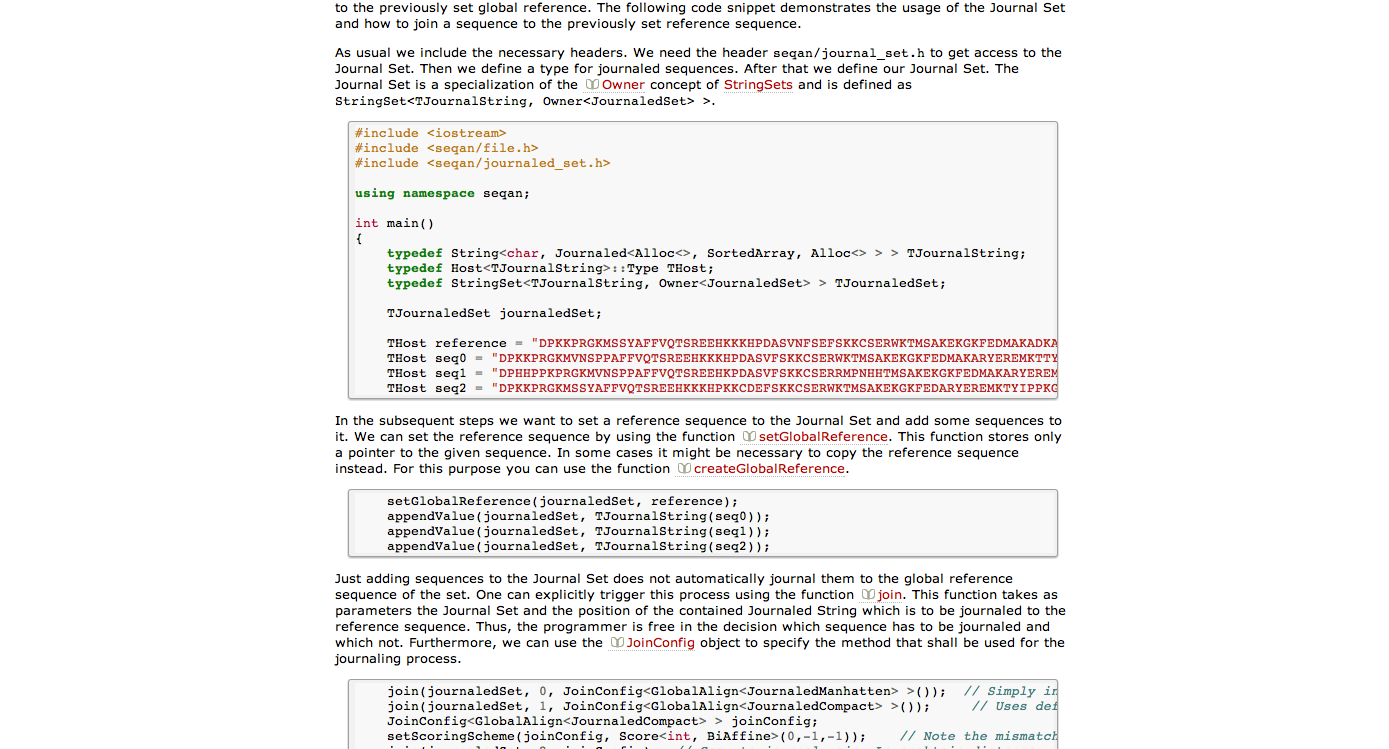 to the previously set global reference. The following code snippet demonstrates the usage of the Journal Set
and how to join a sequence to the previously set reference sequence.
As usual we include the necessary headers. We need the header seqan/journal_set.h to get access to the
Journal Set. Then we define a type for journaled sequences. After that we define our Journal Set. The
Journal Set is a specialization of the Owner concept of StringSets and is defined as
StringSet<TJournalString, Owner<JournaledSet> >.
#include <iostream>
#include <seqan/file.h>
#include <seqan/journaled_set.h>
using namespace seqan;
int main()
{
typedef String<char, Journaled<Alloc<>, SortedArray, Alloc<> > > TJournalString;
typedef Host<TJournalString>::Type THost;
typedef StringSet<TJournalString, Owner<JournaledSet> > TJournaledSet;
TJournaledSet journaledSet;
THost reference = "DPKKPRGKMSSYAFFVQTSREEHKKKHPDASVNFSEFSKKCSERWKTMSAKEKGKFEDMAKADKA
THost seq0 = "DPKKPRGKMVNSPPAFFVQTSREEHKKKHPDASVFSKKCSERWKTMSAKEKGKFEDMAKARYEREMKTTY
THost seq1 = "DPHHPPKPRGKMVNSPPAFFVQTSREEHKPDASVFSKKCSERRMPNHHTMSAKEKGKFEDMAKARYEREM
THost seq2 = "DPKKPRGKMSSYAFFVQTSREEHKKKHPKKCDEFSKKCSERWKTMSAKEKGKFEDARYEREMKTYIPPKG
In the subsequent steps we want to set a reference sequence to the Journal Set and add some sequences to
it. We can set the reference sequence by using the function setGlobalReference. This function stores only
a pointer to the given sequence. In some cases it might be necessary to copy the reference sequence
instead. For this purpose you can use the function createGlobalReference.
setGlobalReference(journaledSet, reference);
appendValue(journaledSet, TJournalString(seq0));
appendValue(journaledSet, TJournalString(seq1));
appendValue(journaledSet, TJournalString(seq2));
Just adding sequences to the Journal Set does not automatically journal them to the global reference
sequence of the set. One can explicitly trigger this process using the function join. This function takes as
parameters the Journal Set and the position of the contained Journaled String which is to be journaled to the
reference sequence. Thus, the programmer is free in the decision which sequence has to be journaled and
which not. Furthermore, we can use the JoinConfig object to specify the method that shall be used for the
journaling process.
join(journaledSet, 0, JoinConfig<GlobalAlign<JournaledManhatten> >()); // Simply in
join(journaledSet, 1, JoinConfig<GlobalAlign<JournaledCompact> >()); // Uses def
JoinConfig<GlobalAlign<JournaledCompact> > joinConfig;
setScoringScheme(joinConfig, Score<int, BiAffine>(0,-1,-1)); // Note the mismatch